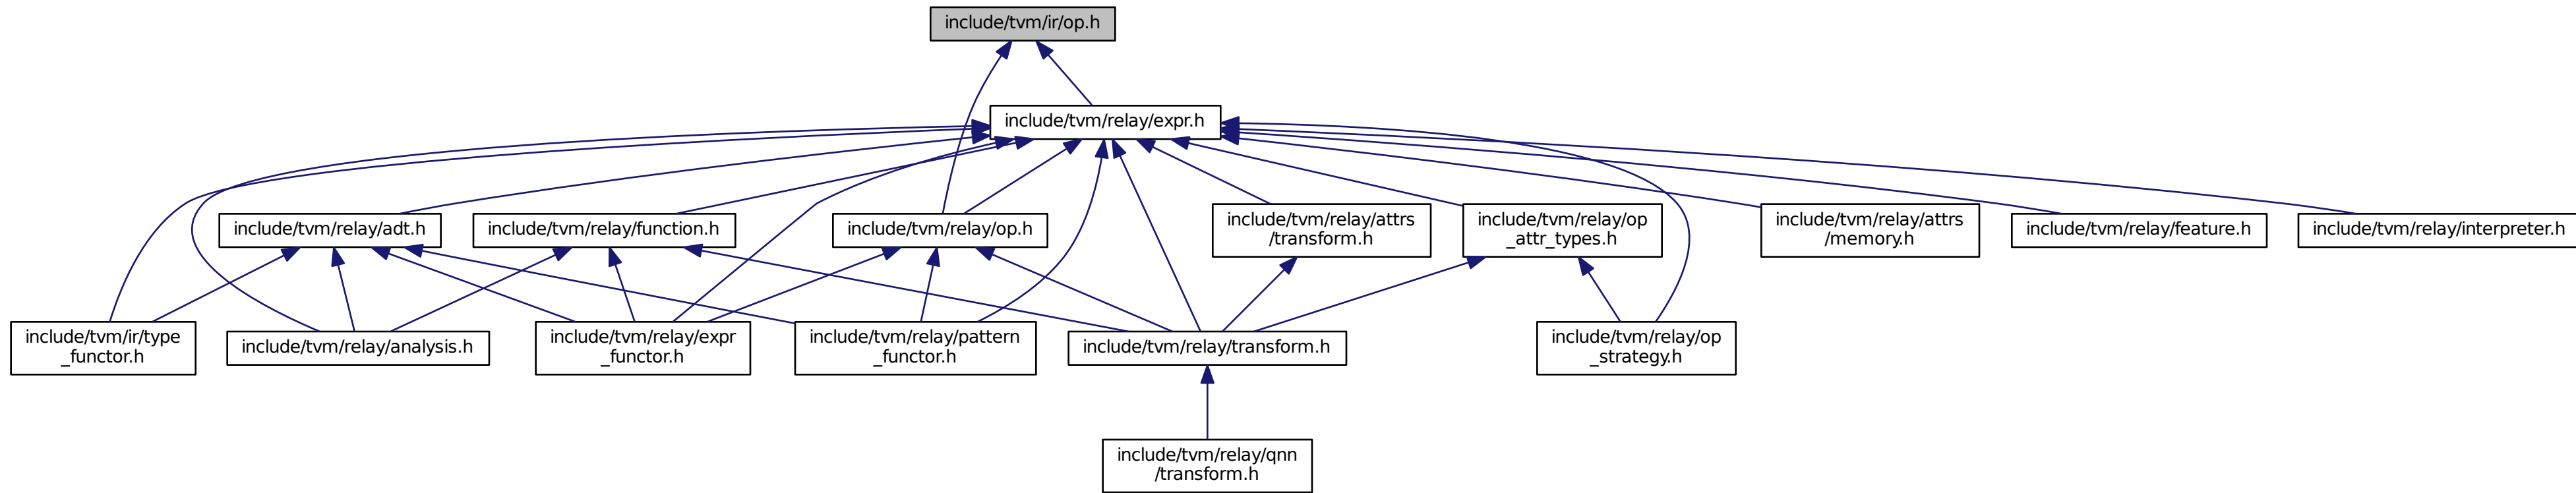 include/tvm/ir/op.h
include/tvm/relay/expr.h
include/tvm/relay/adt.h
include/tvm/relay/function.h
include/tvm/relay/op.h
include/tvm/relay/attrs
/transform.h
include/tvm/relay/op
_attr_types.h
include/tvm/relay/attrs
/memory.h
include/tvm/relay/feature.h
include/tvm/relay/interpreter.h
include/tvm/ir/type
_functor.h
include/tvm/relay/analysis.h
include/tvm/relay/expr
_functor.h
include/tvm/relay/pattern
_functor.h
include/tvm/relay/transform.h
include/tvm/relay/op
_strategy.h
include/tvm/relay/qnn
/transform.h